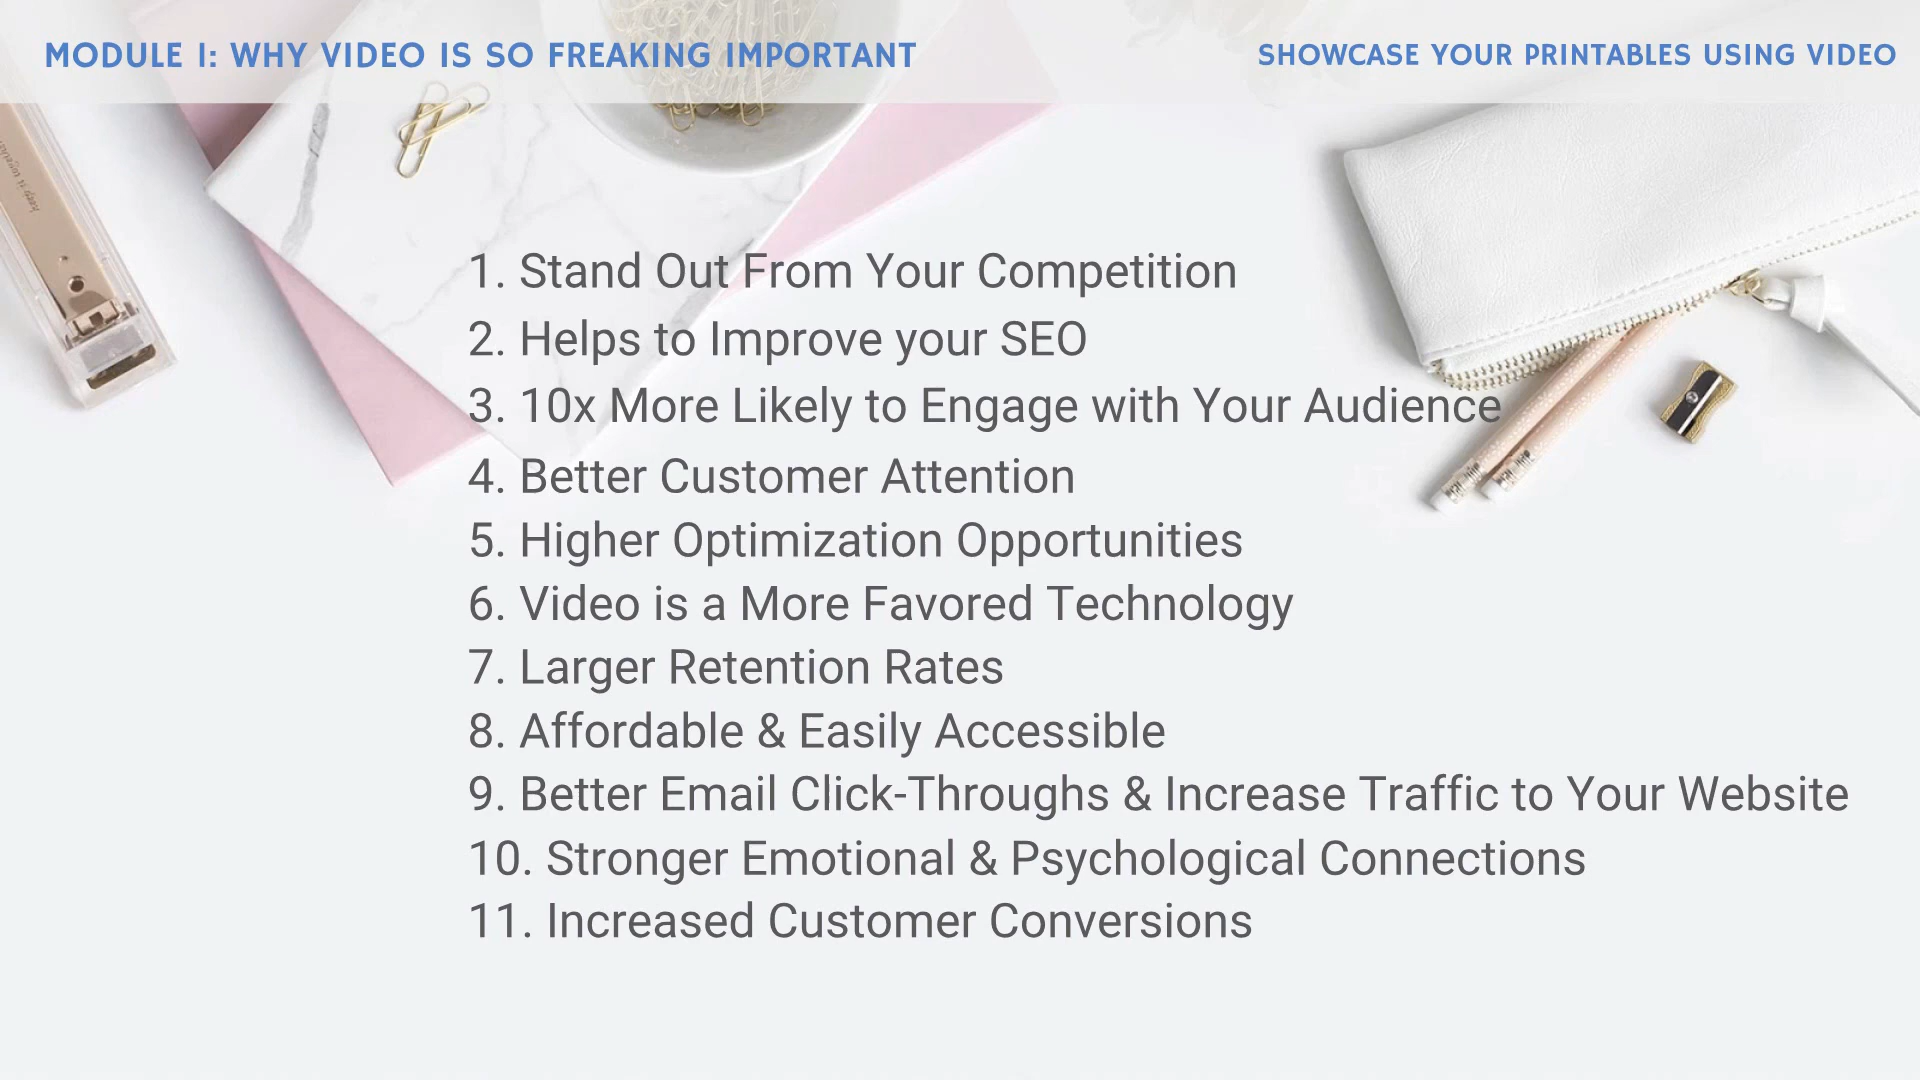 MODULE 1: WHY VIDEO IS SO FREAKING IMPORTANT
SHOWCASE YOUR PRINTABLES USING VIDEO
1. Stand Out From Your Competition
2. Helps to Improve your SEO
3. 10x More Likely to Engage with Your Audience
4. Better Customer Attention
5. Higher Optimization Opportunities
6. Video is a More Favored Technology
7. Larger Retention Rates
8. Affordable & Easily Accessible
9. Better Email Click-Throughs & Increase Traffic to Your Website
10. Stronger Emotional & Psychological Connections
11. Increased Customer Conversions